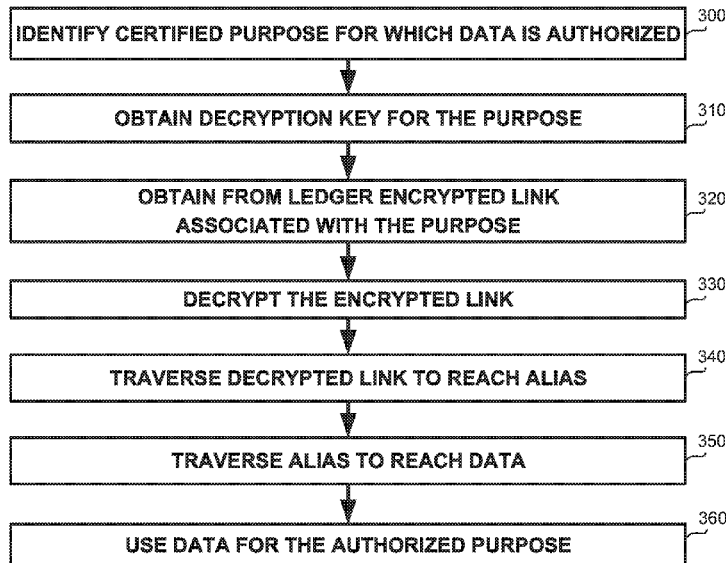 300
IDENTIFY CERTIFIED PURPOSE FOR WHICH DATA IS AUTHORIZED
310
OBTAIN DECRYPTION KEY FOR THE PURPOSE
320
OBTAIN FROM LEDGER ENCRYPTED LINK
ASSOCIATED WITH THE PURPOSE
330
DECRYPT THE ENCRYPTED LINK
340
TRAVERSE DECRYPTED LINK TO REACH ALIAS
350
TRAVERSE ALIAS TO REACH DATA
360
USE DATA FOR THE AUTHORIZED PURPOSE